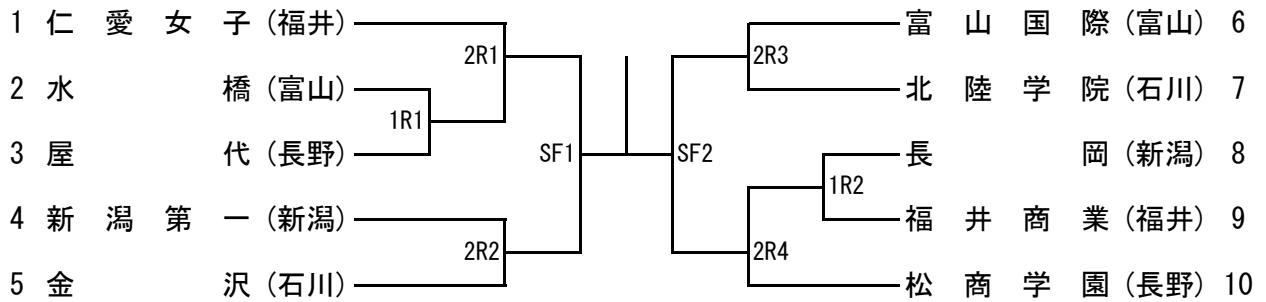 1 仁愛女子 (福井)
富山国際 (富山) 6
2R1
2R3
2 水橋 (富山)
北陸学院 (石川) 7
1R1
3 屋代 (長野)
SF1
SF2
長岡 (新潟) 8
1R2
4 新潟第一 (新潟)
福井商業 (福井) 9
2R2
2R4
5 金沢 (石川)
松商学園 (長野) 10